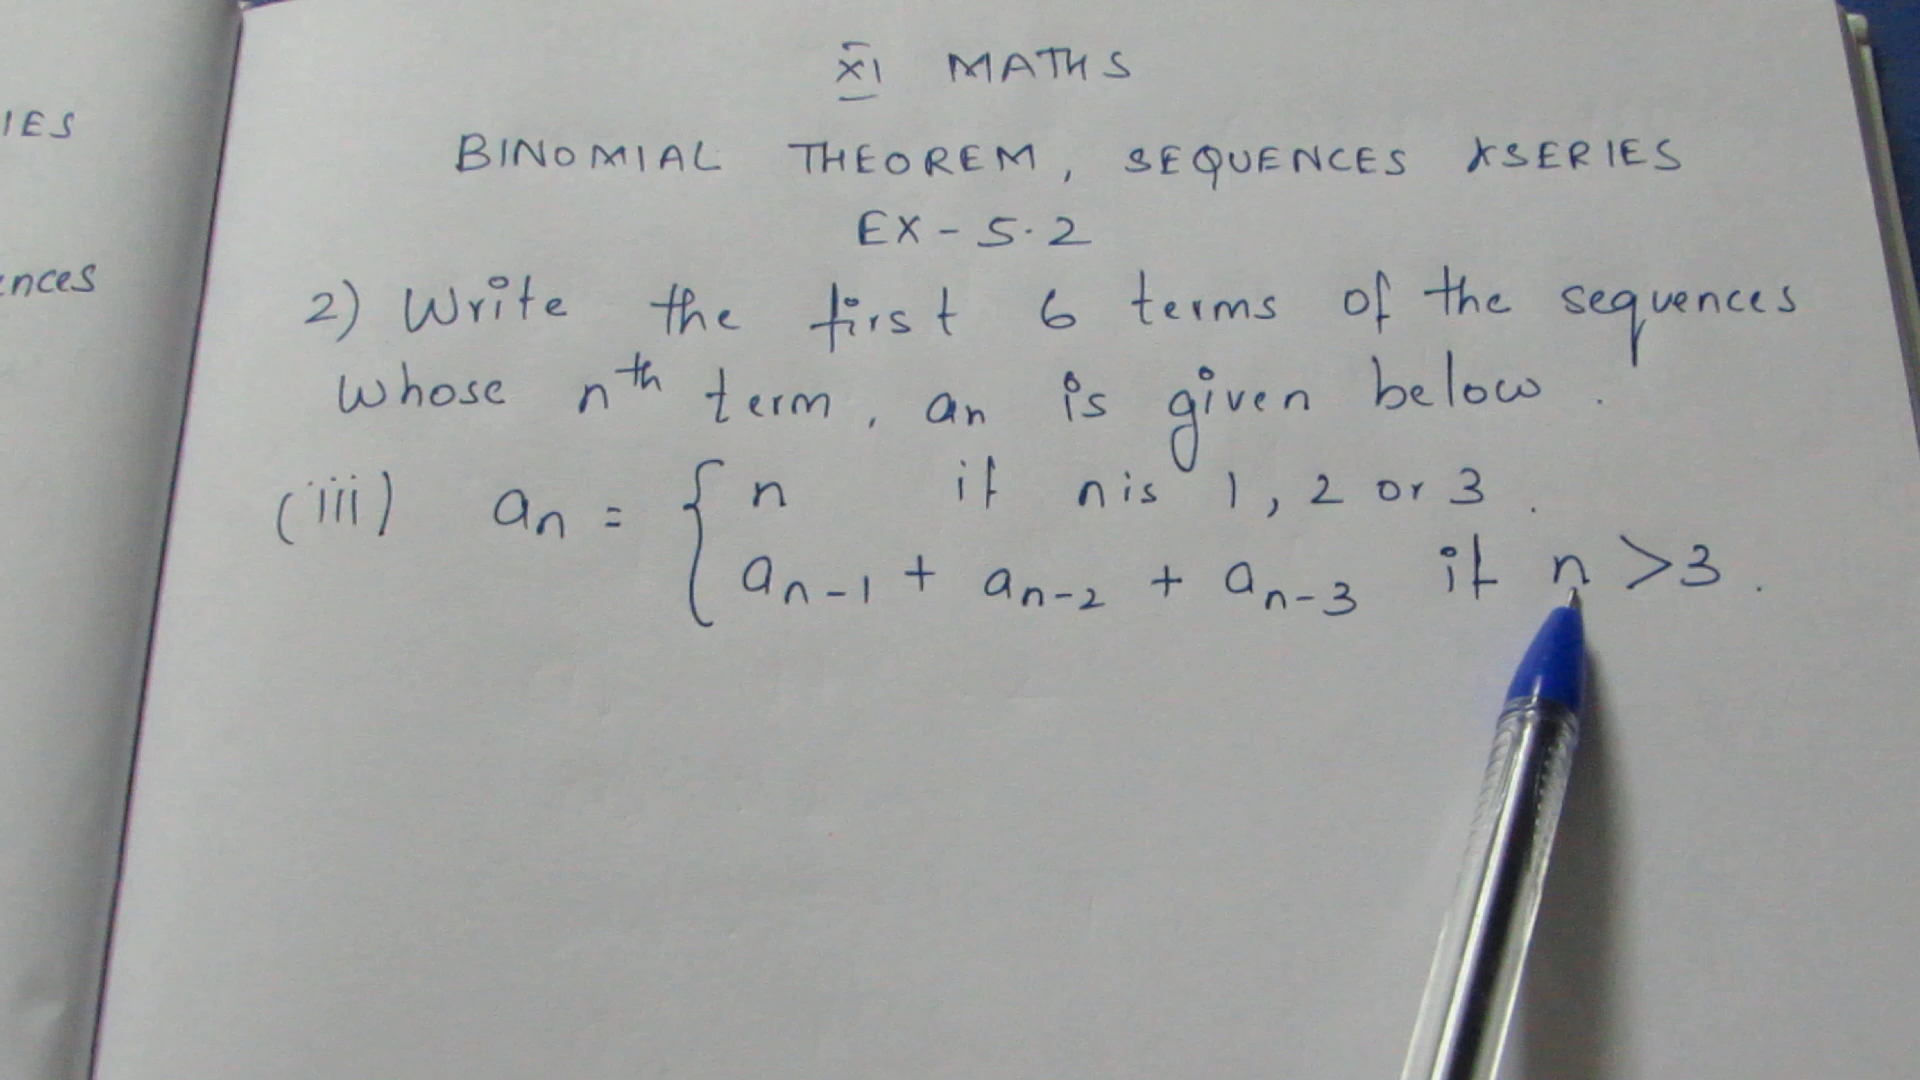 IES
ences
XI MATHS
BINOMIAL THEOREM, SEQUENCES & SERIES
EX - 5.2
2) Write the first 6 terms of the sequences
whose nth term, an is given below.
(iii) an = { n if n is 1, 2 or 3.
an-1 + an-2 + an-3 if n > 3.